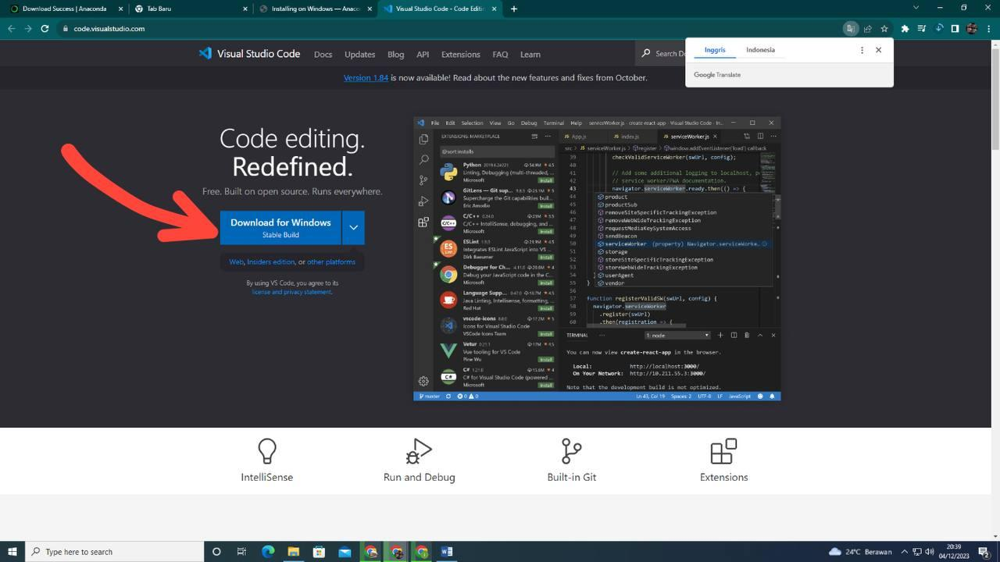 Download Success | Anaconda
Tab Baru
Installing on Windows — Anaco
Visual Studio Code - Code Editin
code.visualstudio.com
Inggris Indonesia
Google Translate
Visual Studio Code Docs Updates Blog API Extensions FAQ Learn
Search Do
Version 1.84 is now available! Read about the new features and fixes from October.
Code editing.
Redefined.
Free. Built on open source. Runs everywhere.
Download for Windows
Stable Build
Web, Insiders edition, or other platforms
By using VS Code, you agree to its
license and privacy statement.
File Edit Selection View Go Debug Terminal Help serviceWorker.js - create-react-app - Visual Studio Code - In...
EXTENSIONS: MARKETPLACE
@sort:installs
Python 2019.6.24221 54.9M 4.5
Linting, Debugging (multi-threaded, ...
Microsoft Install
GitLens — Git sup... 9.8.5 23.1M 5
Supercharge the Git capabilities buil...
Eric Amodio Install
C/C++ 0.24.0 23M 3.5
C/C++ IntelliSense, debugging, and ...
Microsoft Install
ESLint 1.9.0 21.9M 4.5
Integrates ESLint JavaScript into VS ...
Dirk Baeumer Install
Debugger for Ch... 4.11.6 20.6M 4
Debug your JavaScript code in the C...
Microsoft Install
Language Supp... 0.47.0 18.7M 4.5
Java Linting, Intellisense, formatting, ...
Red Hat Install
vscode-icons 8.8.0 17.2M 5
Icons for Visual Studio Code
VSCode Icons Team Install
Vetur 0.21.1 17M 4.5
Vue tooling for VS Code
Pine Wu Install
C# 1.21.0 15.6M 4
C# for Visual Studio Code (powered ...
Microsoft Install
App.js index.js serviceWorker.js
src > serviceWorker.js > register > window.addEventListener('load') callback
39 checkValidServiceWorker(swUrl, config);
40
41 // Add some additional logging to localhost, p
42 // service worker/PWA documentation.
43 navigator.serviceWorker.ready.then(() => {
44 product
45 productSub
46 removeSiteSpecificTrackingException
47 removeWebWideTrackingException
48 requestMediaKeySystemAccess
49 sendBeacon
50 serviceWorker (property) Navigator.serviceWorke...
51 storage
52 storeSiteSpecificTrackingException
53 storeWebWideTrackingException
54 } userAgent
55 } vendor
56
57 function registerValidSW(swUrl, config) {
58 navigator.serviceWorker
59 .register(swUrl)
60 .then(registration => {
TERMINAL ... 1: node
You can now view create-react-app in the browser.
Local: http://localhost:3000/
On Your Network: http://10.211.55.3:3000/
Note that the development build is not optimized.
master 0 0 Ln 43, Col 19 Spaces: 2 UTF-8 LF JavaScript
IntelliSense Run and Debug Built-in Git Extensions
Type here to search
24°C Berawan
20:39
04/12/2023
2